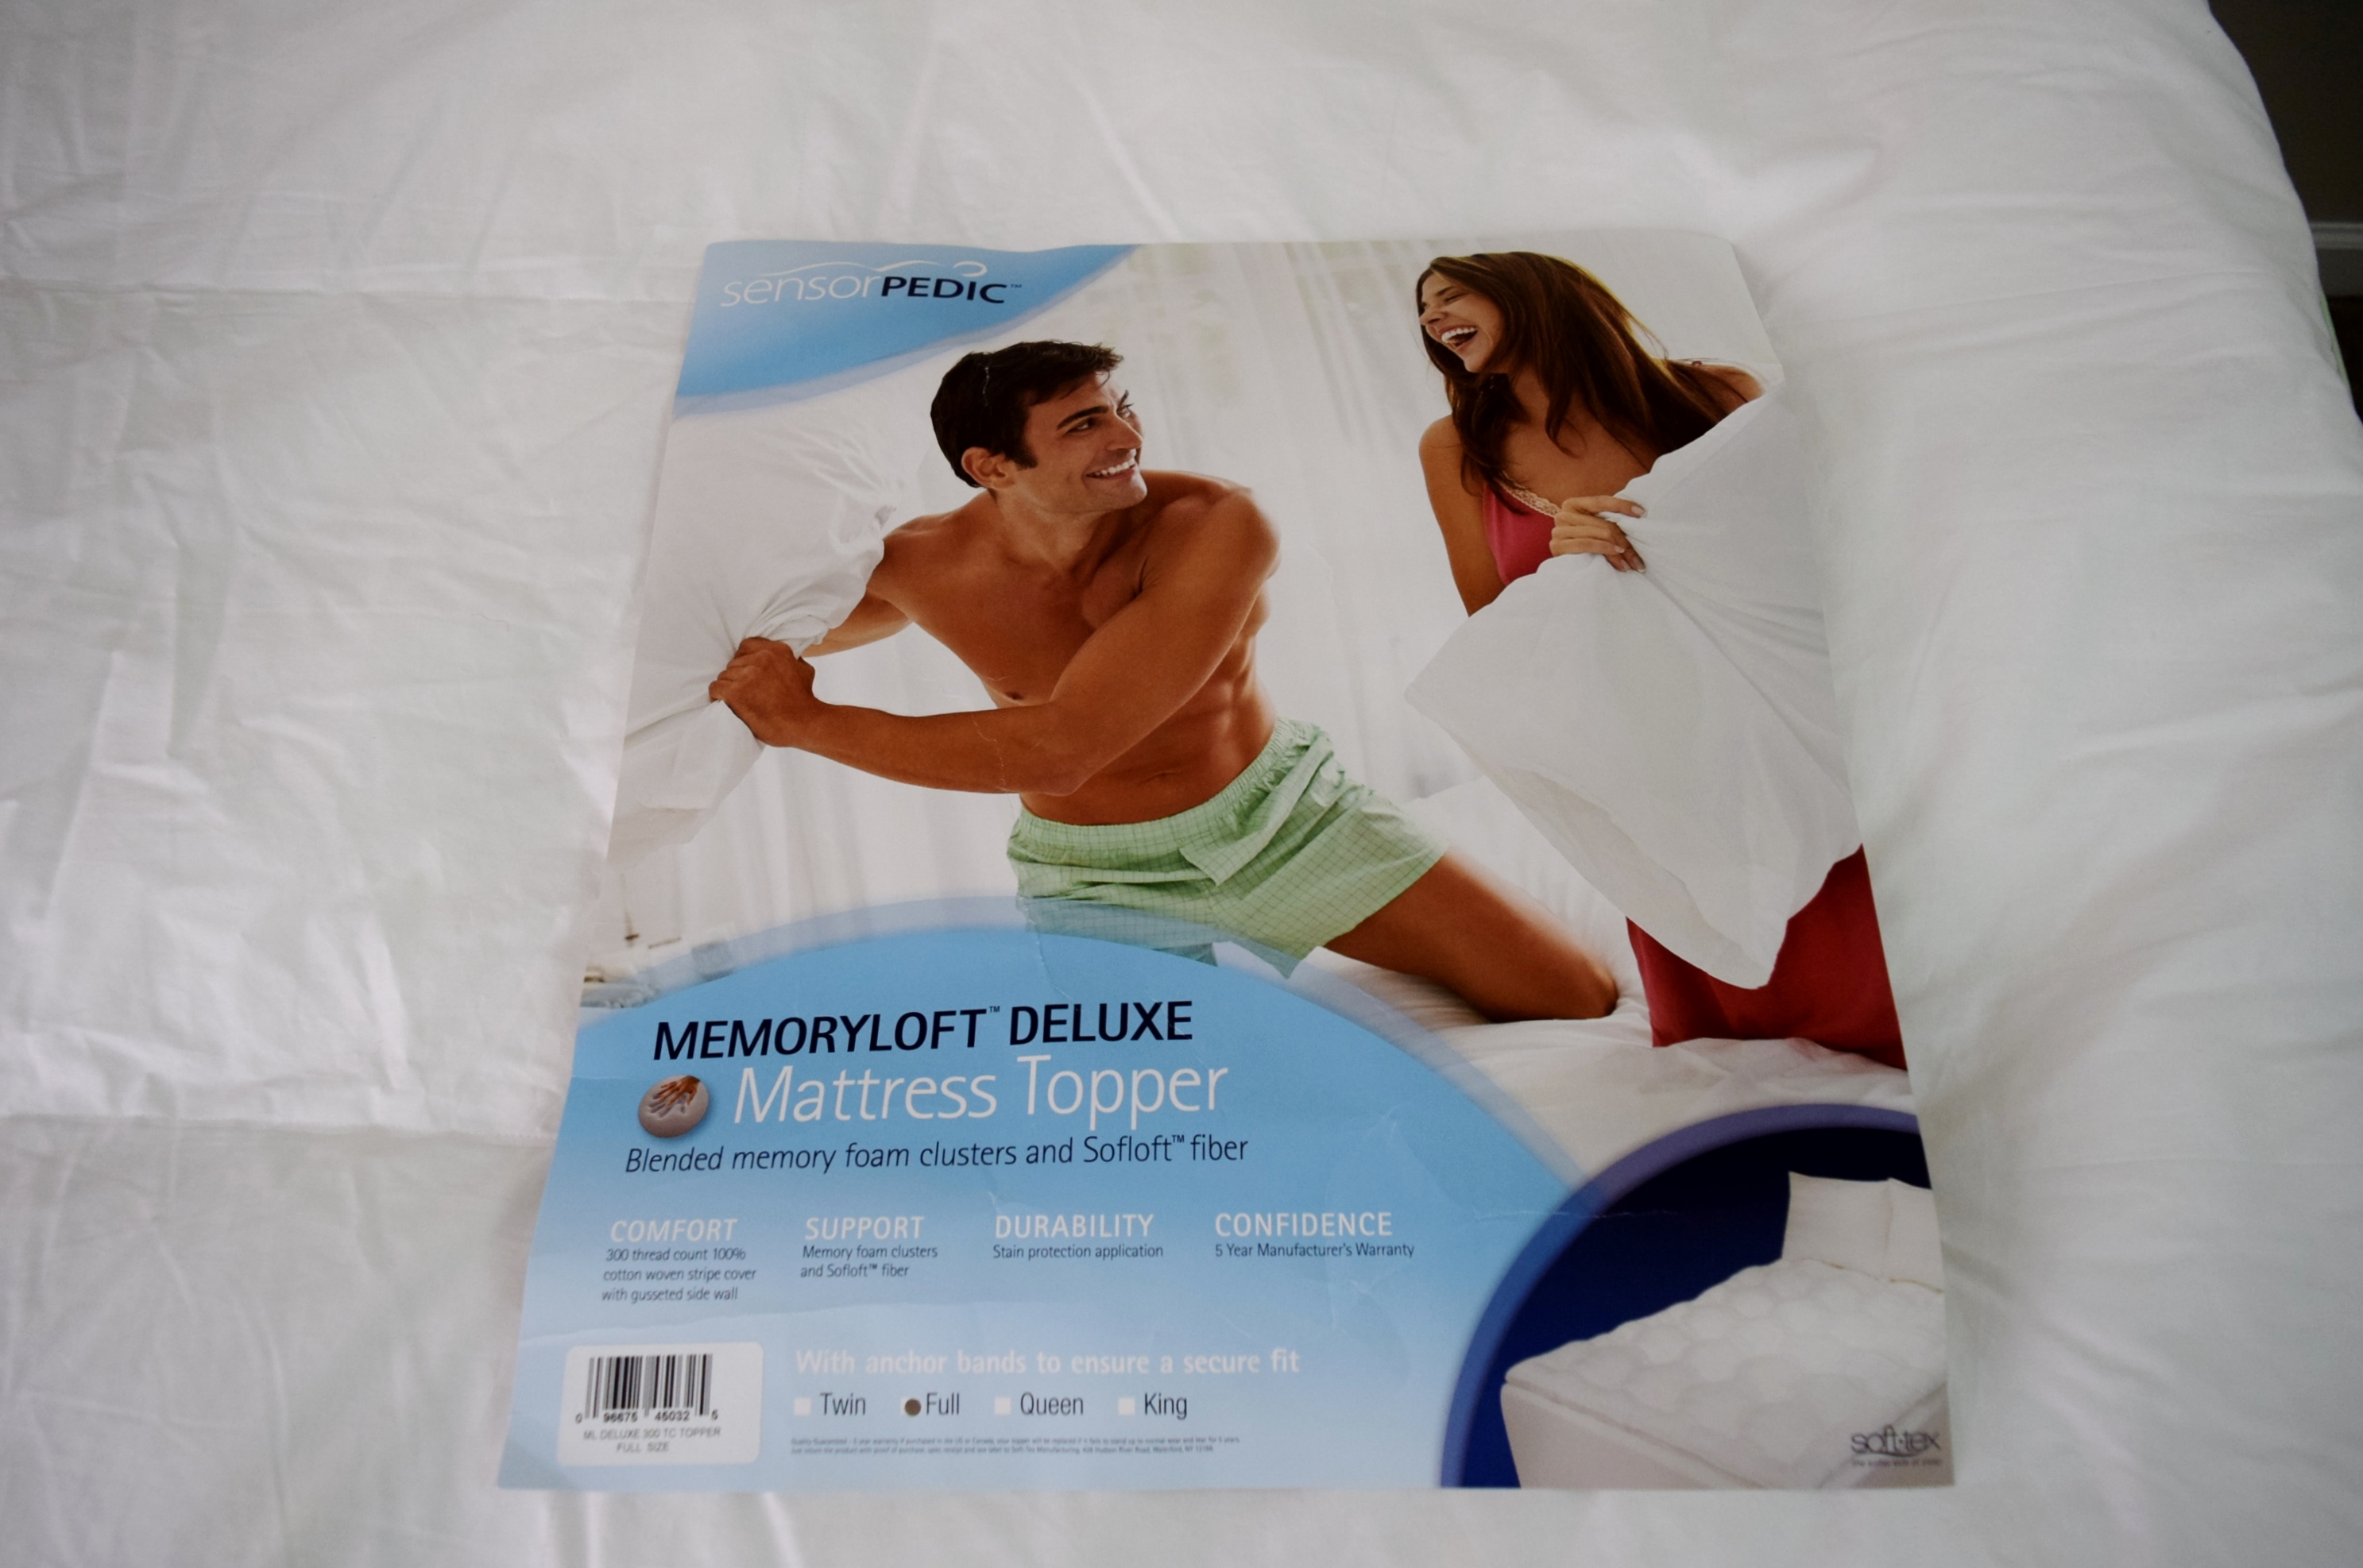 sensorPEDIC™
MEMORYLOFT™ DELUXE
Mattress Topper
Blended memory foam clusters and Sofloft™ fiber
COMFORT
300 thread count 100%
cotton woven stripe cover
with gusseted side wall
SUPPORT
Memory foam clusters
and Sofloft™ fiber
DURABILITY
Stain protection application
CONFIDENCE
5 Year Manufacturer's Warranty
With anchor bands to ensure a secure fit
Twin Full Queen King
0 96675 45032 5
ML DELUXE 300 TC TOPPER
FULL SIZE
soft-tex